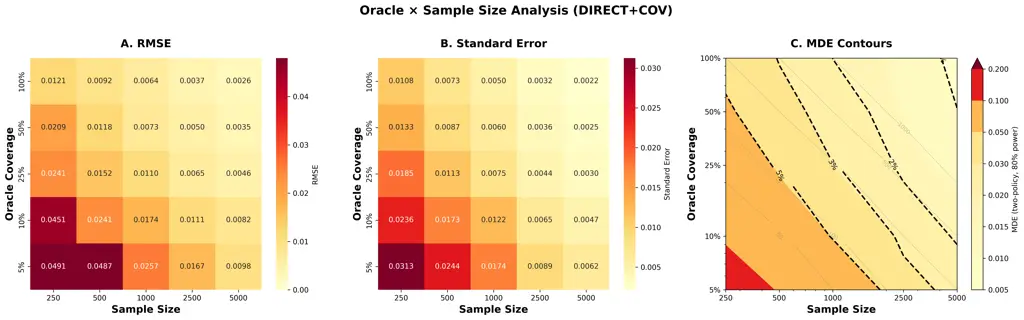 Oracle × Sample Size Analysis (DIRECT+COV)
A. RMSE
100% 0.0121 0.0092 0.0064 0.0037 0.0026
50% 0.0209 0.0118 0.0073 0.0050 0.0035
25% 0.0241 0.0152 0.0110 0.0065 0.0046
10% 0.0451 0.0241 0.0174 0.0111 0.0082
5% 0.0491 0.0487 0.0257 0.0167 0.0098
250 500 1000 2500 5000
Oracle Coverage
Sample Size
0.04
0.03
0.02
0.01
0.00
RMSE
B. Standard Error
100% 0.0108 0.0073 0.0050 0.0032 0.0022
50% 0.0133 0.0087 0.0060 0.0036 0.0025
25% 0.0185 0.0113 0.0075 0.0044 0.0030
10% 0.0236 0.0173 0.0122 0.0065 0.0047
5% 0.0313 0.0244 0.0174 0.0089 0.0062
250 500 1000 2500 5000
Oracle Coverage
Sample Size
0.030
0.025
0.020
0.015
0.010
0.005
Standard Error
C. MDE Contours
100%
50%
25%
10%
5%
Oracle Coverage
5%
3%
2%
250 500 1000 2500 5000
Sample Size
0.200
0.100
0.050
0.030
0.020
0.015
0.010
0.005
MDE (two-policy, 80% power)